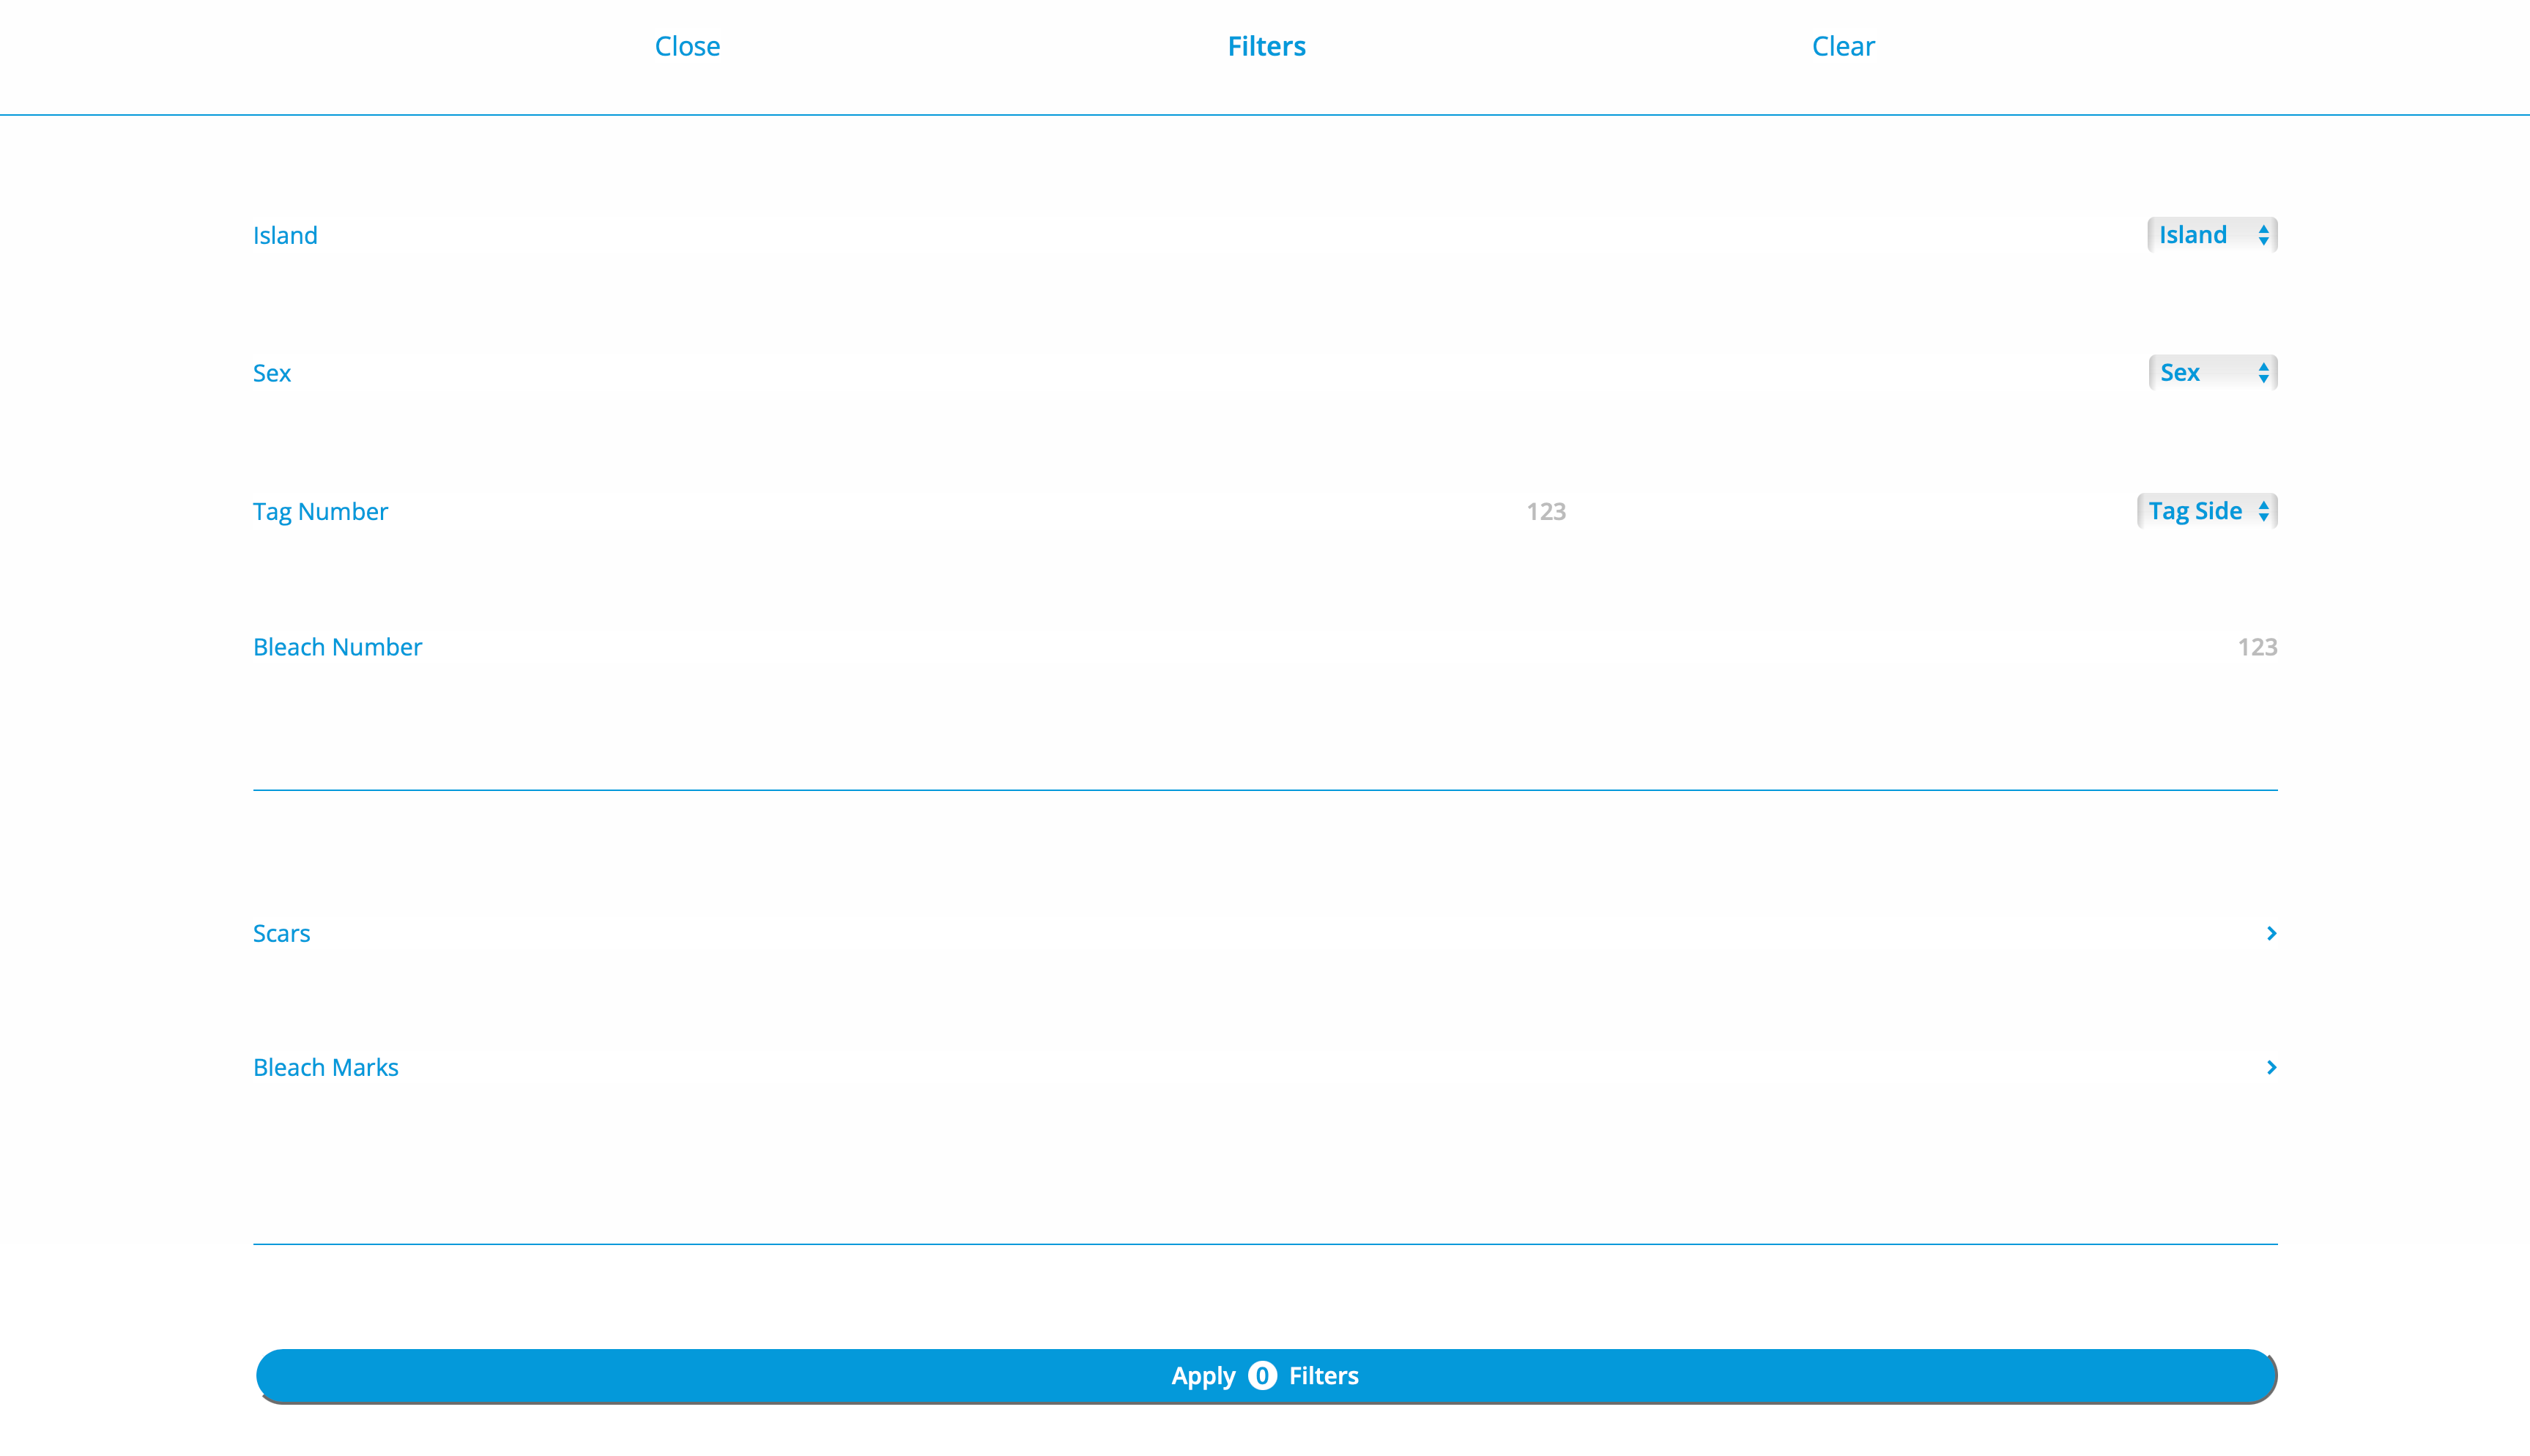 Close Filters Clear
Island Island
Sex Sex
Tag Number 123 Tag Side
Bleach Number 123
Scars
Bleach Marks
Apply 0 Filters